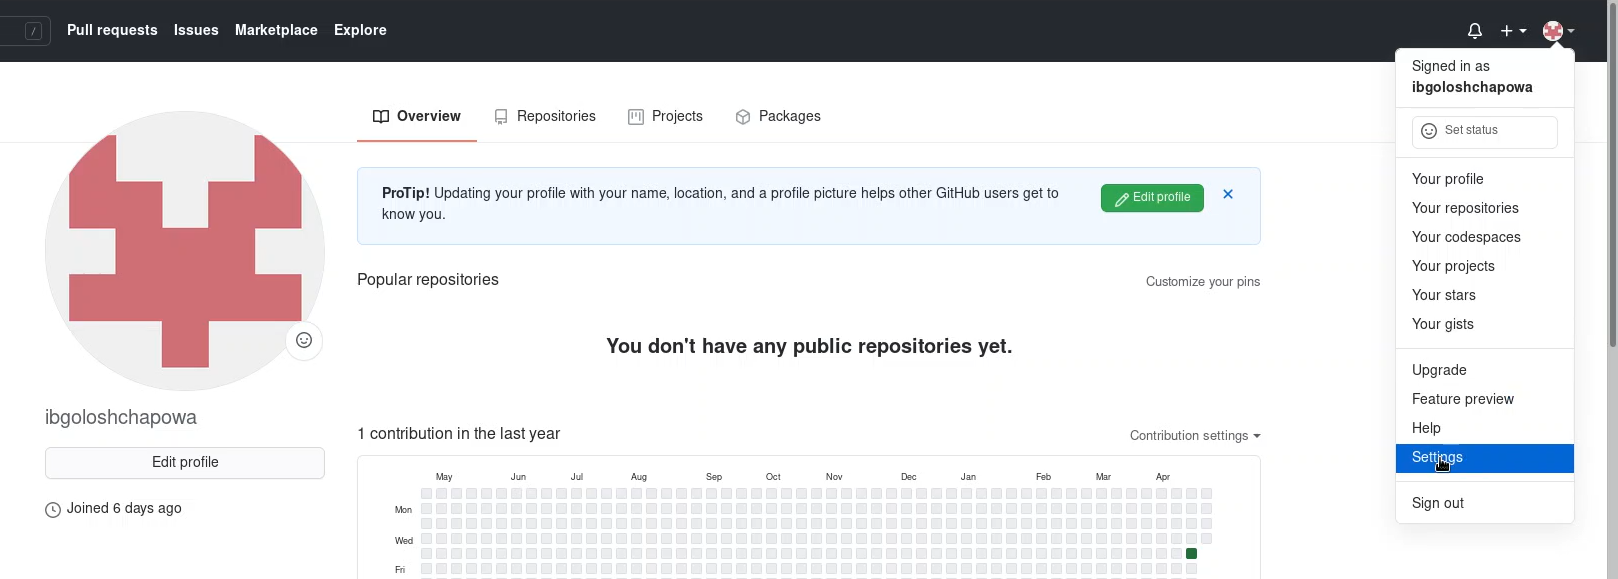 / Pull requests Issues Marketplace Explore
Signed in as
ibgoloshchapowa
Set status
Your profile
Your repositories
Your codespaces
Your projects
Your stars
Your gists
Upgrade
Feature preview
Help
Settings
Sign out
Overview Repositories Projects Packages
ProTip! Updating your profile with your name, location, and a profile picture helps other GitHub users get to
know you.
Edit profile
Popular repositories Customize your pins
You don't have any public repositories yet.
ibgoloshchapowa
Edit profile
Joined 6 days ago
1 contribution in the last year Contribution settings
May Jun Jul Aug Sep Oct Nov Dec Jan Feb Mar Apr
Mon
Wed
Fri